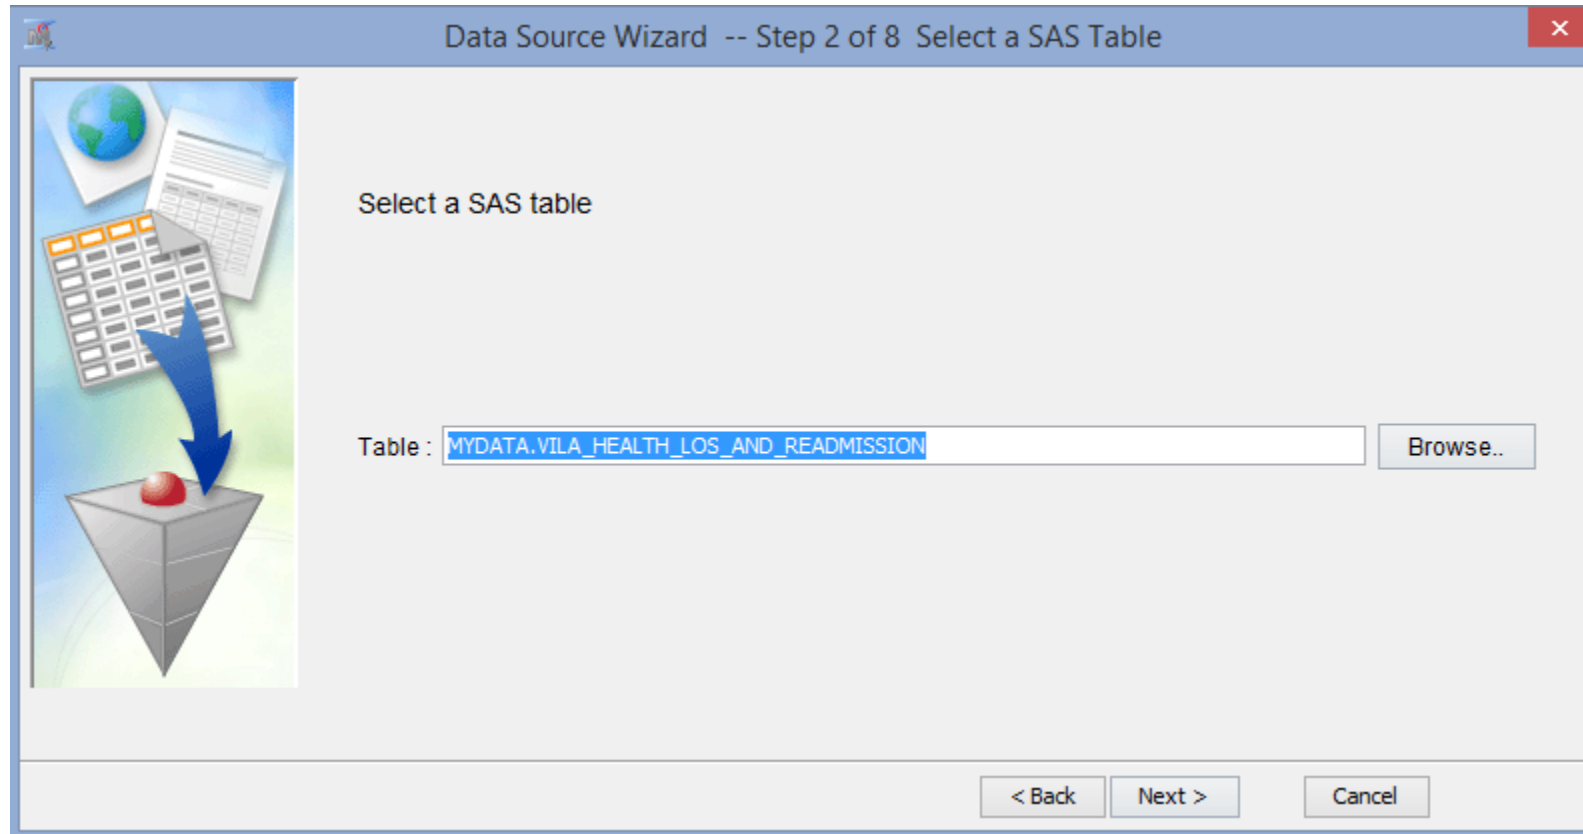 Data Source Wizard -- Step 2 of 8 Select a SAS Table
Select a SAS table
Table : MYDATA.VILA_HEALTH_LOS_AND_READMISSION Browse..
< Back Next > Cancel